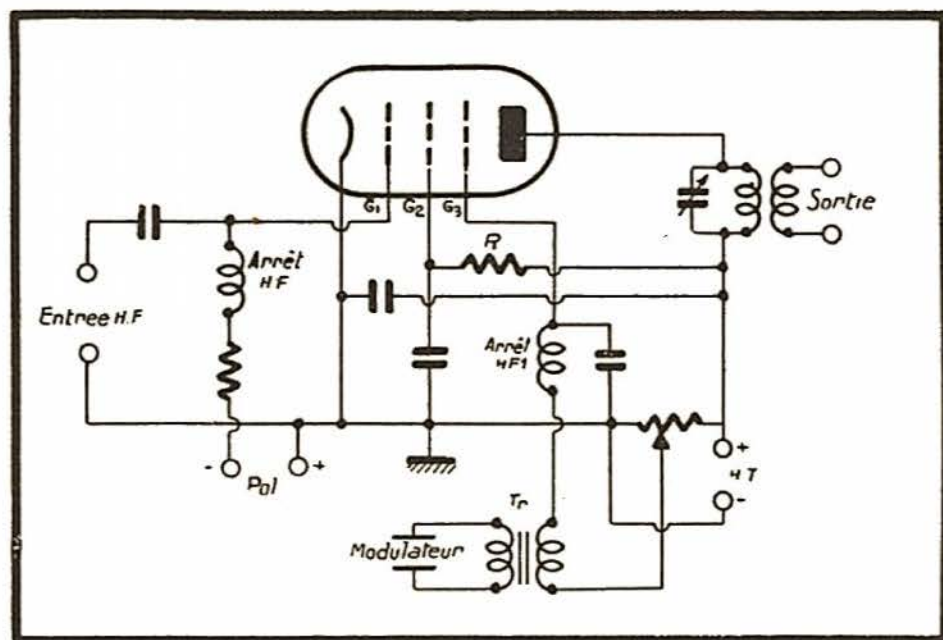 G1 G2 G3
Sortie
R
Arrêt
HF
Entree H.F
Arrêt
HF1
- Pol +
+
HT
-
Tr
Modulateur